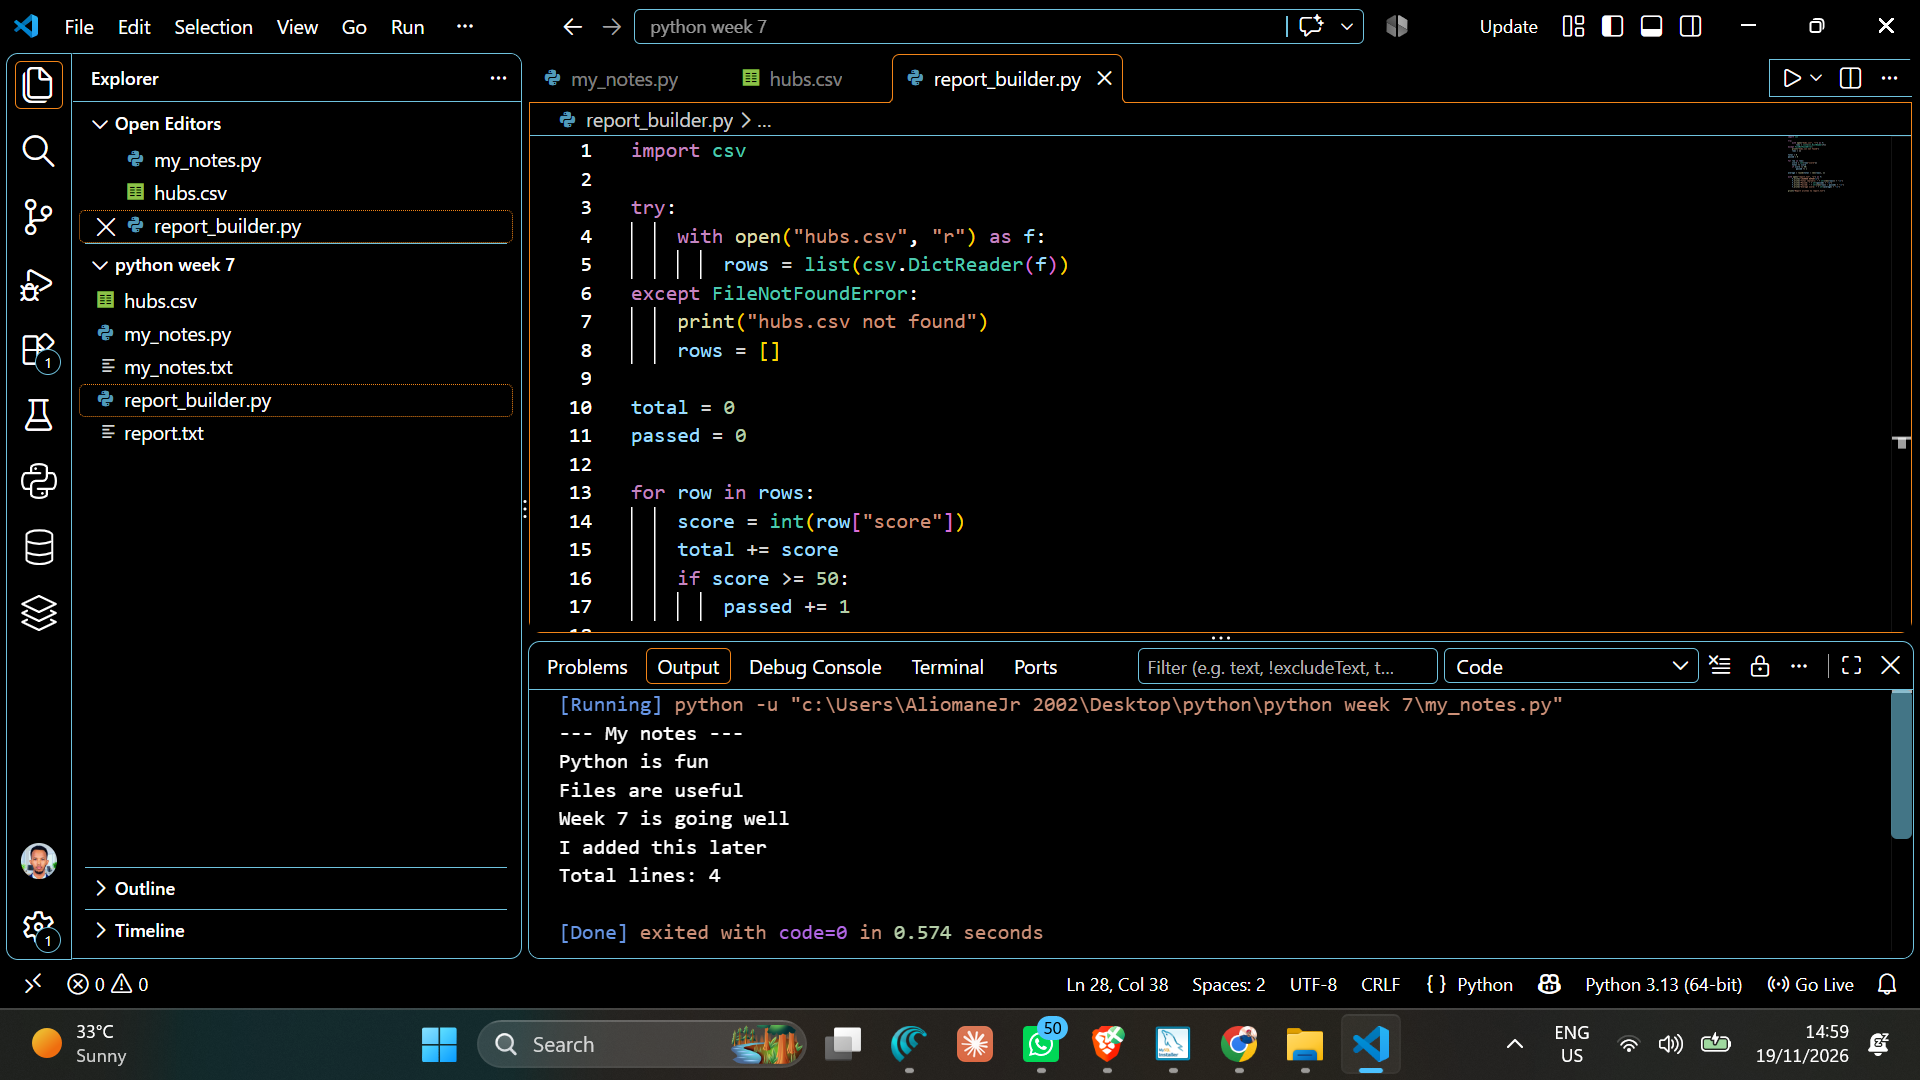 File Edit Selection View Go Run ...
python week 7
Update
Explorer
Open Editors
my_notes.py
hubs.csv
report_builder.py
python week 7
hubs.csv
my_notes.py
my_notes.txt
report_builder.py
report.txt
Outline
Timeline
1
1
my_notes.py hubs.csv report_builder.py
report_builder.py > ...
1 import csv
2
3 try:
4 with open("hubs.csv", "r") as f:
5 rows = list(csv.DictReader(f))
6 except FileNotFoundError:
7 print("hubs.csv not found")
8 rows = []
9
10 total = 0
11 passed = 0
12
13 for row in rows:
14 score = int(row["score"])
15 total += score
16 if score >= 50:
17 passed += 1
Problems Output Debug Console Terminal Ports
Filter (e.g. text, !excludeText, t...
Code
[Running] python -u "c:\Users\AliomaneJr 2002\Desktop\python\python week 7\my_notes.py"
--- My notes ---
Python is fun
Files are useful
Week 7 is going well
I added this later
Total lines: 4
[Done] exited with code=0 in 0.574 seconds
0 0
Ln 28, Col 38 Spaces: 2 UTF-8 CRLF { } Python Python 3.13 (64-bit) Go Live
33°C
Sunny
Search
50
ENG
US
14:59
19/11/2026